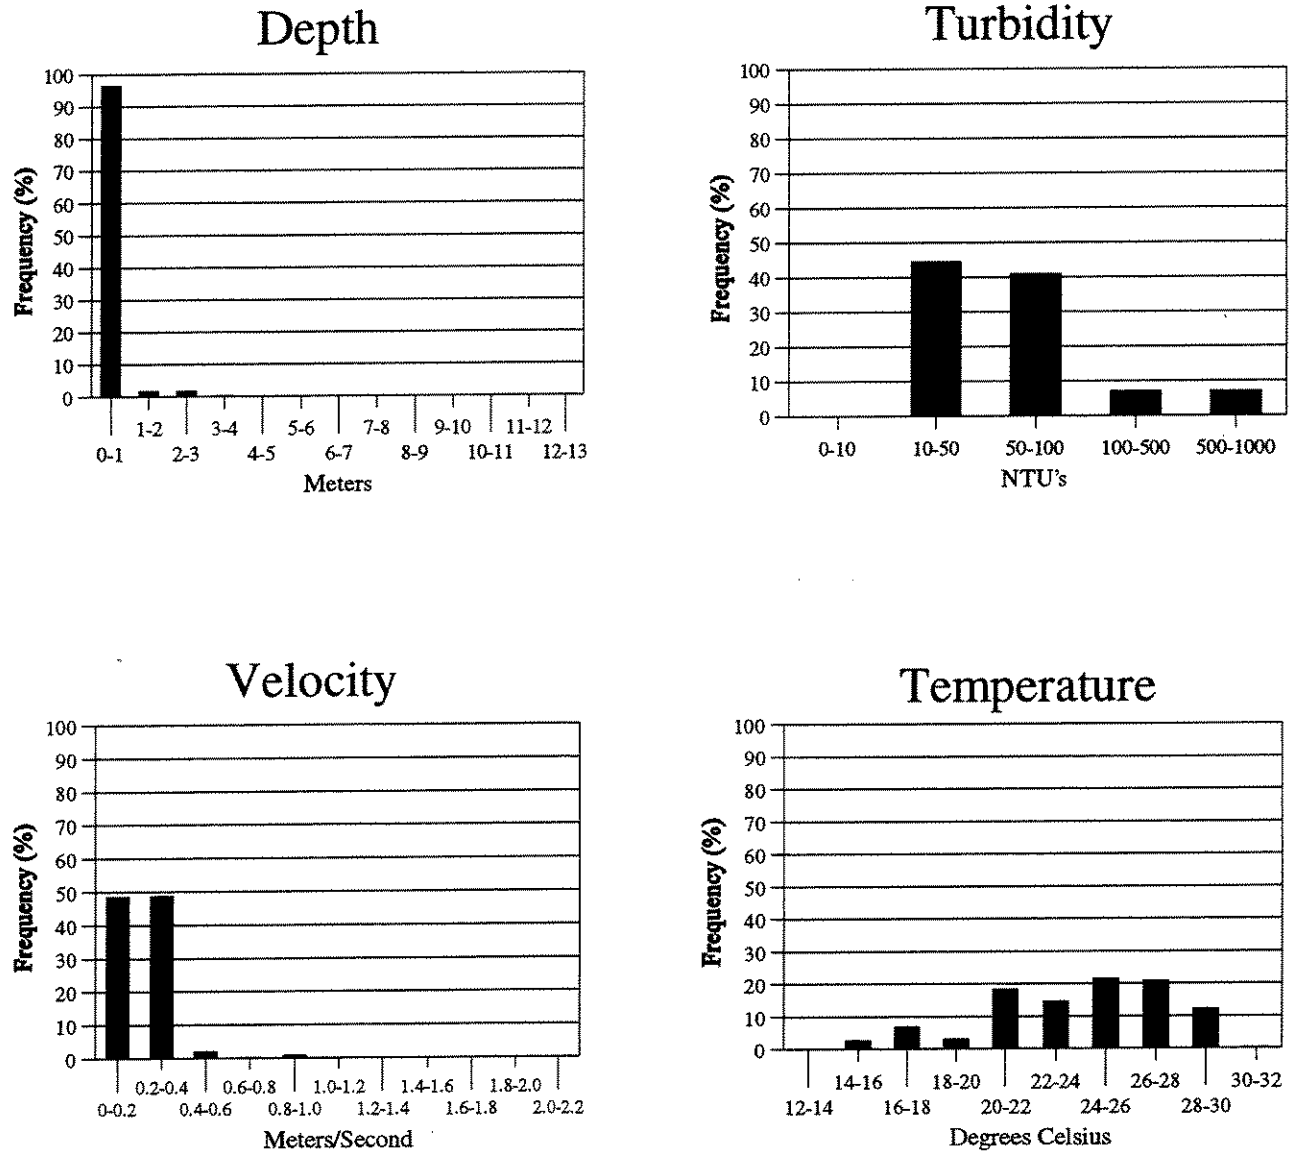 Depth
100
90
80
70
60
50
40
30
20
10
0
Frequency (%)
1-2 3-4 5-6 7-8 9-10 11-12
0-1 2-3 4-5 6-7 8-9 10-11 12-13
Meters
Turbidity
100
90
80
70
60
50
40
30
20
10
0
Frequency (%)
0-10 10-50 50-100 100-500 500-1000
NTU's
Velocity
100
90
80
70
60
50
40
30
20
10
0
Frequency (%)
0.2-0.4 0.6-0.8 1.0-1.2 1.4-1.6 1.8-2.0
0-0.2 0.4-0.6 0.8-1.0 1.2-1.4 1.6-1.8 2.0-2.2
Meters/Second
Temperature
100
90
80
70
60
50
40
30
20
10
0
Frequency (%)
14-16 18-20 22-24 26-28 30-32
12-14 16-18 20-22 24-26 28-30
Degrees Celsius